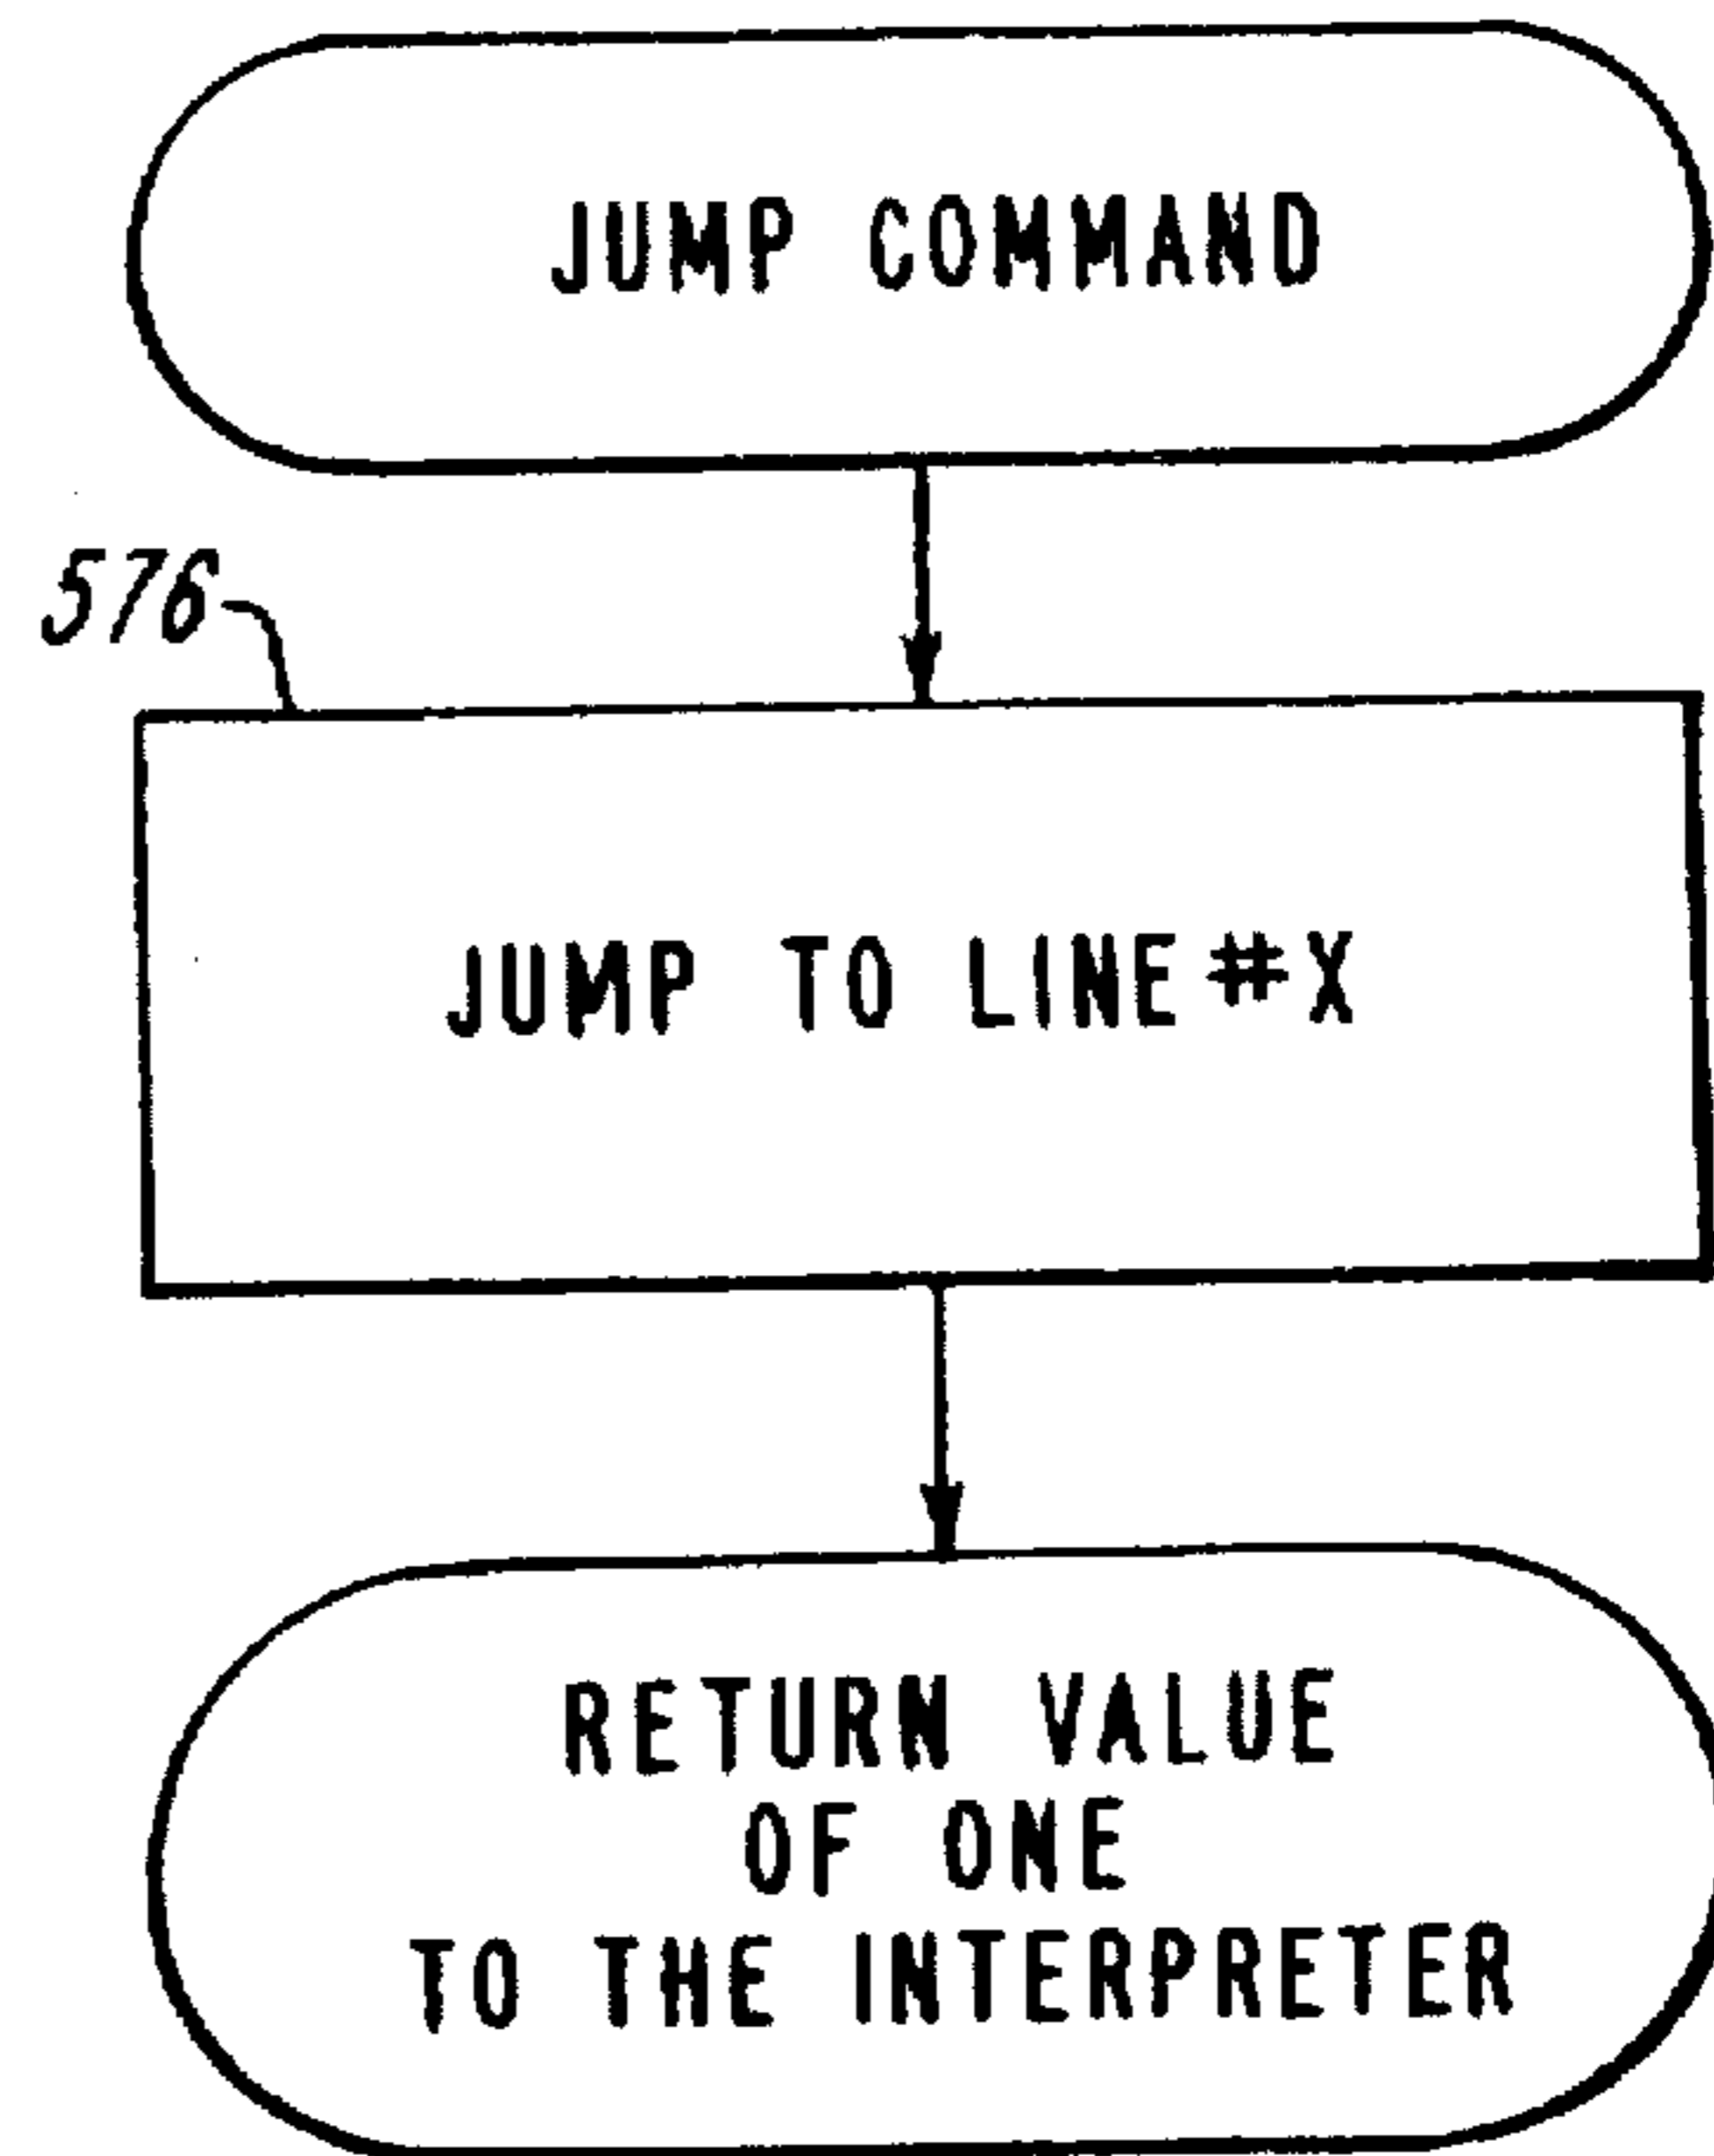 JUMP COMMAND
576
JUMP TO LINE #X
RETURN VALUE
OF ONE
TO THE INTERPRETER